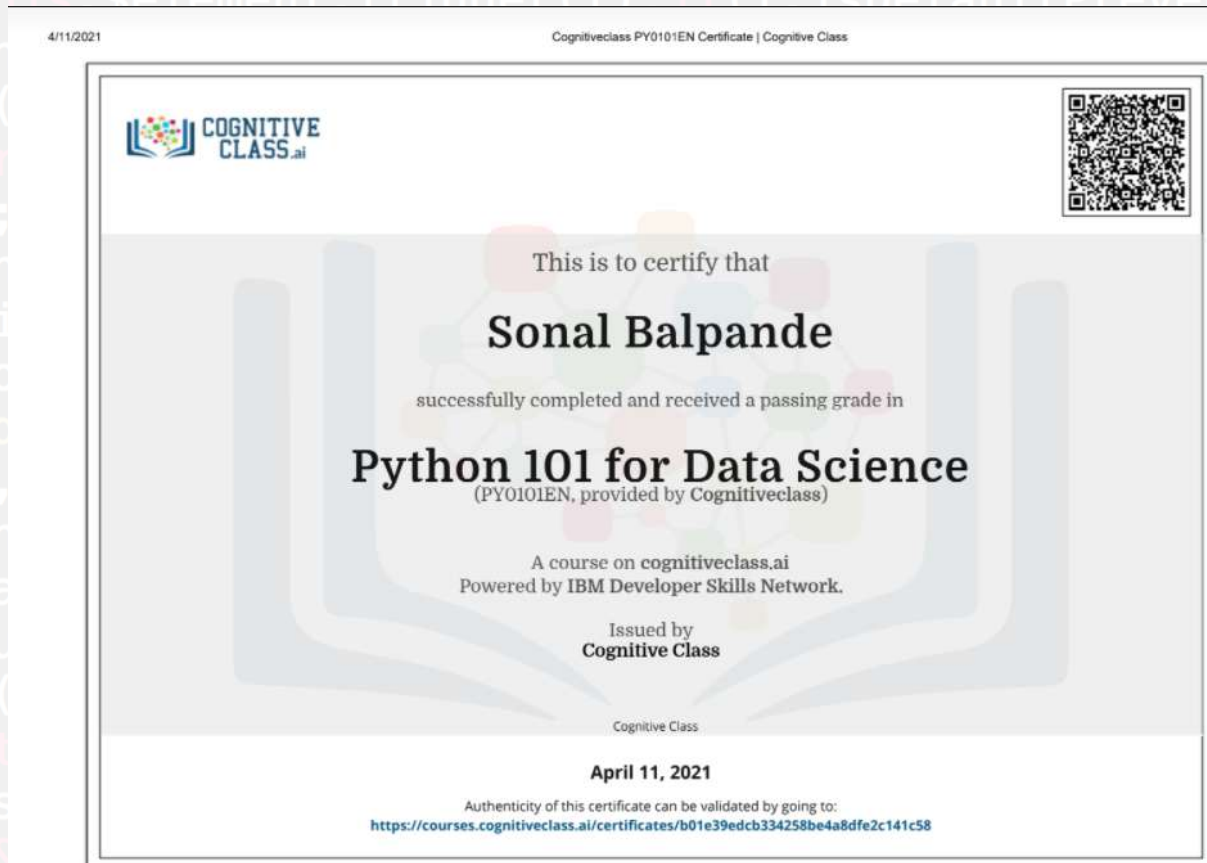 4/11/2021
Cognitiveclass PY0101EN Certificate | Cognitive Class
COGNITIVE
CLASS.ai
This is to certify that
Sonal Balpande
successfully completed and received a passing grade in
Python 101 for Data Science
(PY0101EN, provided by Cognitiveclass)
A course on cognitiveclass.ai
Powered by IBM Developer Skills Network.
Issued by
Cognitive Class
Cognitive Class
April 11, 2021
Authenticity of this certificate can be validated by going to:
https://courses.cognitiveclass.ai/certificates/b01e39edcb334258be4a8dfe2c141c58